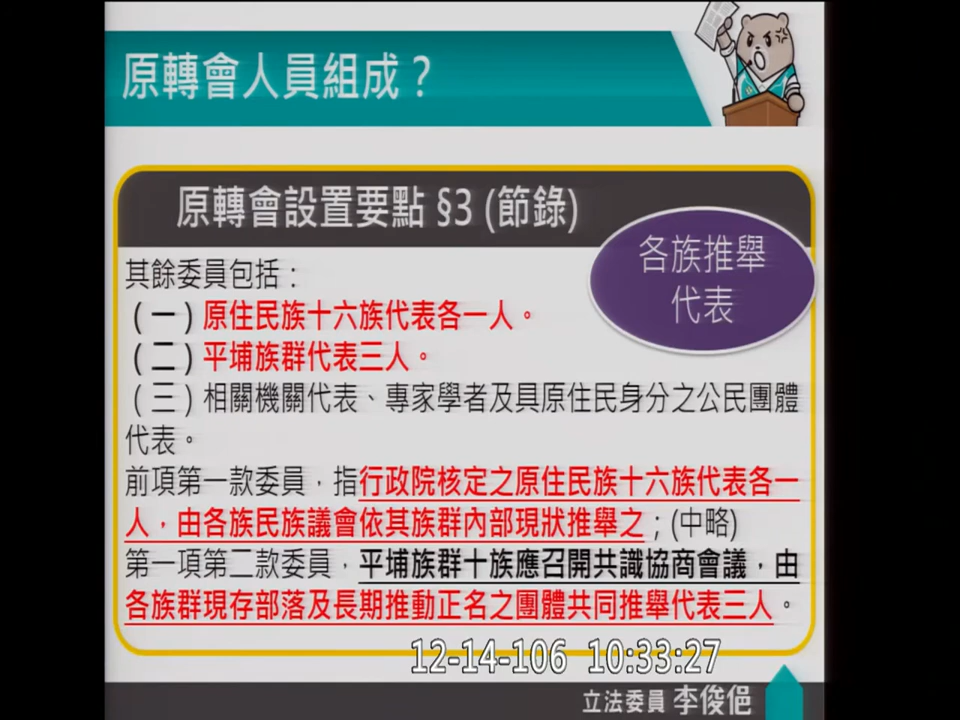 原轉會人員組成？
原轉會設置要點 §3 (節錄)
各族推舉
代表
其餘委員包括：
(一) 原住民族十六族代表各一人。
(二) 平埔族群代表三人。
(三) 相關機關代表、專家學者及具原住民身分之公民團體
代表。
前項第一款委員，指行政院核定之原住民族十六族代表各一
人，由各族民族議會依其族群內部現狀推舉之；(中略)
第一項第二款委員，平埔族群十族應召開共識協商會議，由
各族群現存部落及長期推動正名之團體共同推舉代表三人。
12-14-106 10:33:27
立法委員 李俊俋